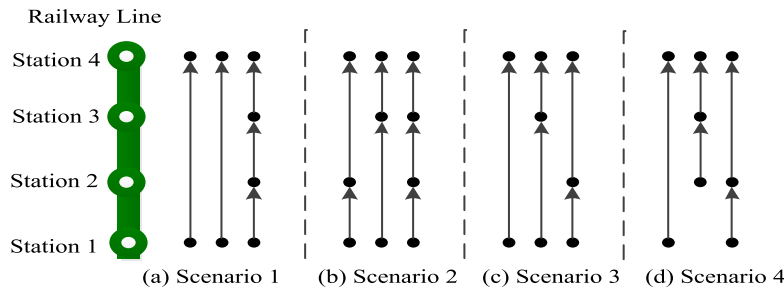 Railway Line
Station 4
Station 3
Station 2
Station 1
(a) Scenario 1 (b) Scenario 2 (c) Scenario 3 (d) Scenario 4